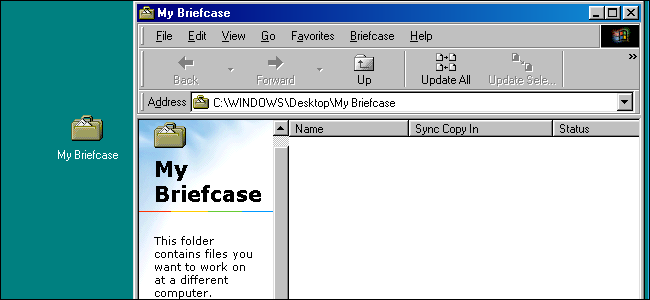 My Briefcase
File Edit View Go Favorites Briefcase Help
Back Forward Up Update All Update Sele...
Address C:\WINDOWS\Desktop\My Briefcase
Name Sync Copy In Status
My
Briefcase
This folder
contains files you
want to work on
at a different
computer.
My Briefcase